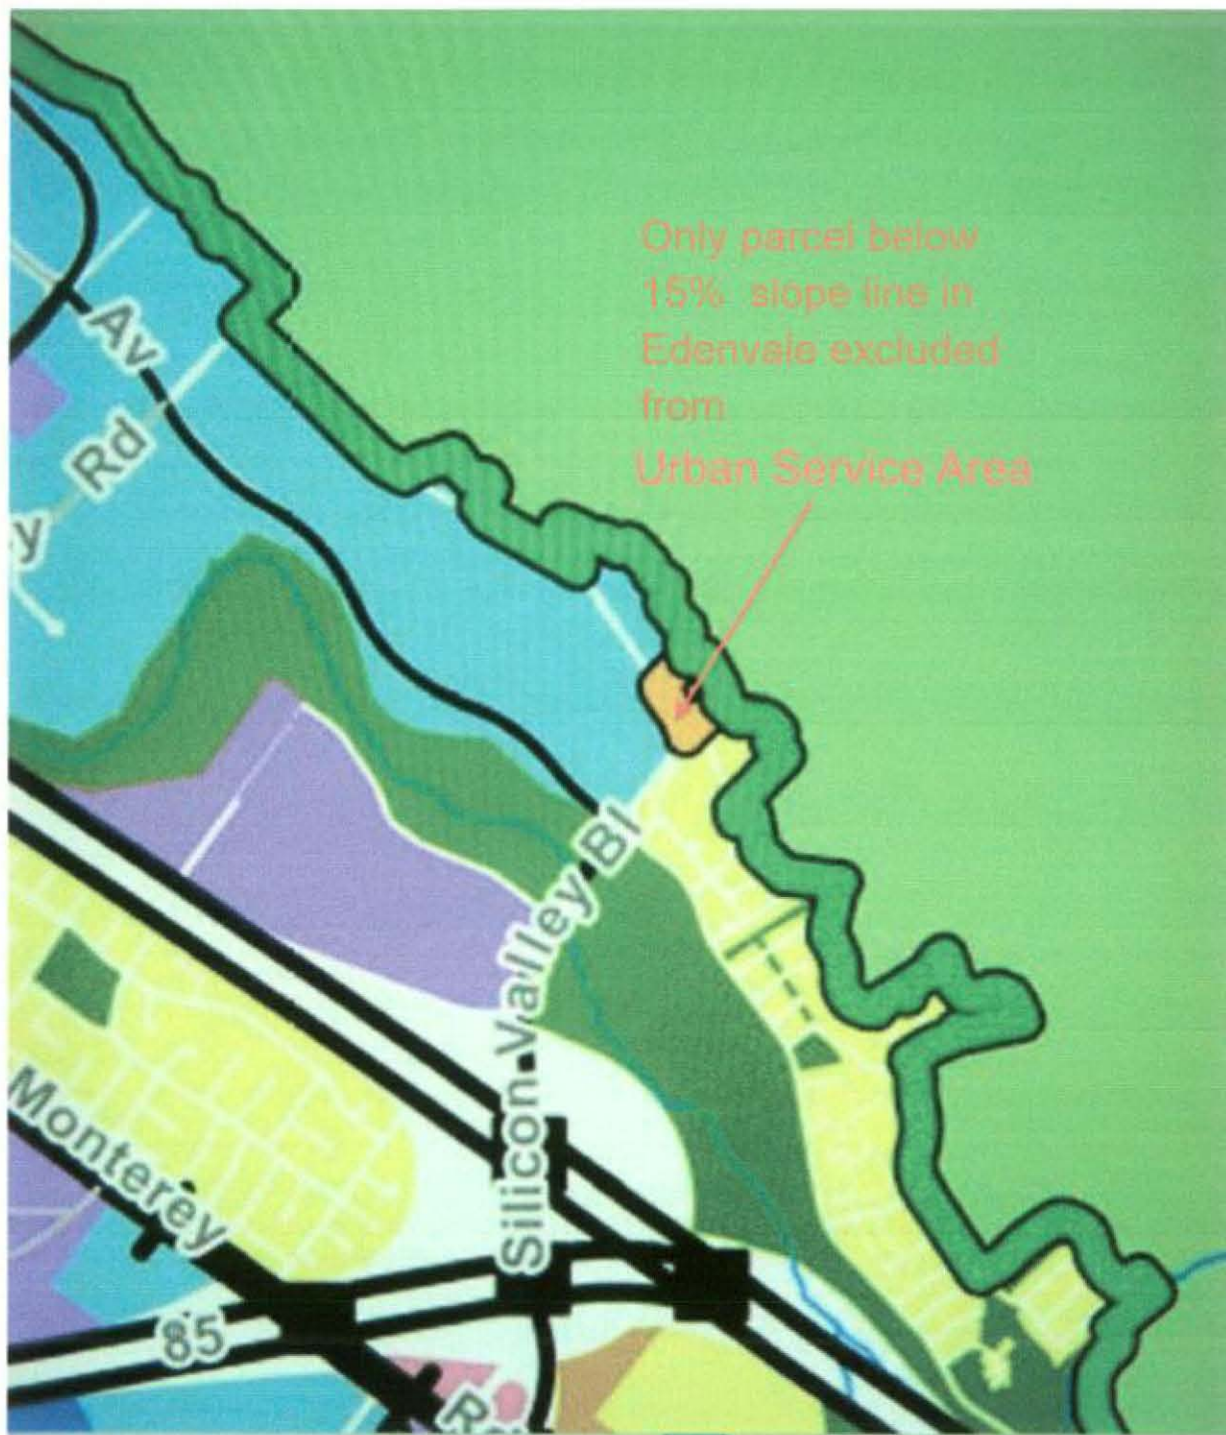 Only parcel below
15% slope line in
Edenvale excluded
from
Urban Service Area
Av
Rd
y
Silicon Valley Bl
Monterey
85